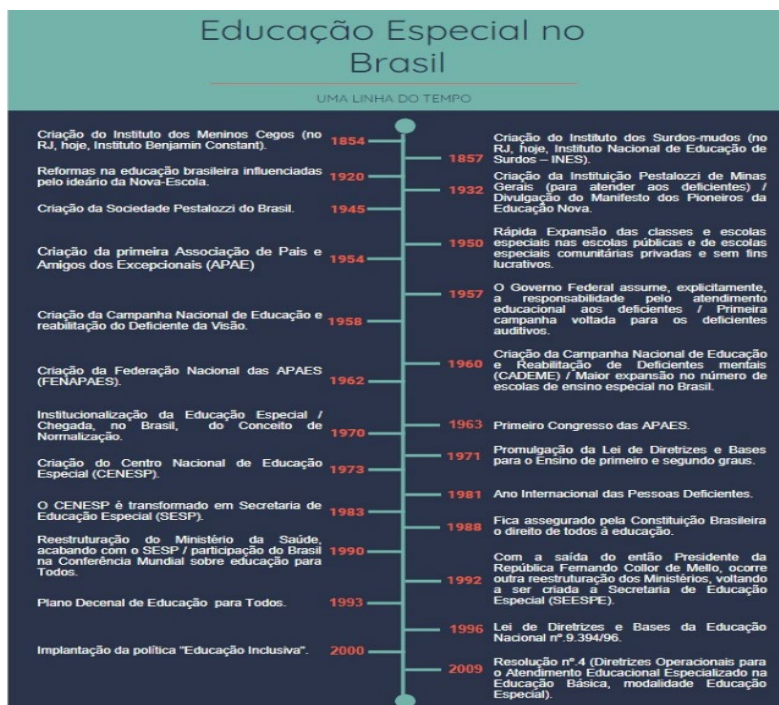 Educação Especial no
Brasil
UMA LINHA DO TEMPO
Criação do Instituto dos Meninos Cegos (no
RJ, hoje, Instituto Benjamin Constant).
1854
1857
Criação do Instituto dos Surdos-mudos (no
RJ, hoje, Instituto Nacional de Educação de
Surdos – INES).
Reformas na educação brasileira influenciadas
pelo ideário da Nova-Escola.
1920
1932
Criação da Instituição Pestalozzi de Minas
Gerais (para atender aos deficientes) /
Divulgação do Manifesto dos Pioneiros da
Educação Nova.
Criação da Sociedade Pestalozzi do Brasil.
1945
1950
Rápida Expansão das classes e escolas
especiais nas escolas públicas e de escolas
especiais comunitárias privadas e sem fins
lucrativos.
Criação da primeira Associação de Pais e
Amigos dos Excepcionais (APAE)
1954
1957
O Governo Federal assume, explicitamente,
a responsabilidade pelo atendimento
educacional aos deficientes / Primeira
campanha voltada para os deficientes
auditivos.
Criação da Campanha Nacional de Educação e
reabilitação do Deficiente da Visão.
1958
1960
Criação da Campanha Nacional de Educação
e Reabilitação de Deficientes mentais
(CADEME) / Maior expansão no número de
escolas de ensino especial no Brasil.
Criação da Federação Nacional das APAES
(FENAPAES).
1962
1963
Primeiro Congresso das APAES.
Institucionalização da Educação Especial /
Chegada, no Brasil, do Conceito de
Normalização.
1970
1971
Promulgação da Lei de Diretrizes e Bases
para o Ensino de primeiro e segundo graus.
Criação do Centro Nacional de Educação
Especial (CENESP).
1973
1981
Ano Internacional das Pessoas Deficientes.
O CENESP é transformado em Secretaria de
Educação Especial (SESP).
1983
1988
Fica assegurado pela Constituição Brasileira
o direito de todos à educação.
Reestruturação do Ministério da Saúde,
acabando com o SESP / participação do Brasil
na Conferência Mundial sobre educação para
Todos.
1990
1992
Com a saída do então Presidente da
República Fernando Collor de Mello, ocorre
outra reestruturação dos Ministérios, voltando
a ser criada a Secretaria de Educação
Especial (SEESPE).
Plano Decenal de Educação para Todos.
1993
1996
Lei de Diretrizes e Bases da Educação
Nacional nº.9.394/96.
Implantação da política "Educação Inclusiva".
2000
2009
Resolução nº.4 (Diretrizes Operacionais para
o Atendimento Educacional Especializado na
Educação Básica, modalidade Educação
Especial).